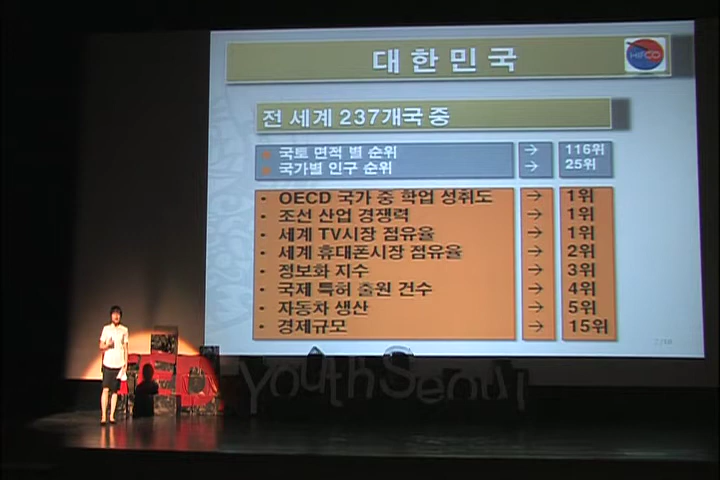 대한민국
HIFCO
전 세계 237개국 중
국토 면적 별 순위 → 116위
국가별 인구 순위 → 25위
• OECD 국가 중 학업 성취도 → 1위
• 조선 산업 경쟁력 → 1위
• 세계 TV시장 점유율 → 1위
• 세계 휴대폰시장 점유율 → 2위
• 정보화 지수 → 3위
• 국제 특허 출원 건수 → 4위
• 자동차 생산 → 5위
• 경제규모 → 15위
Youth Seoul